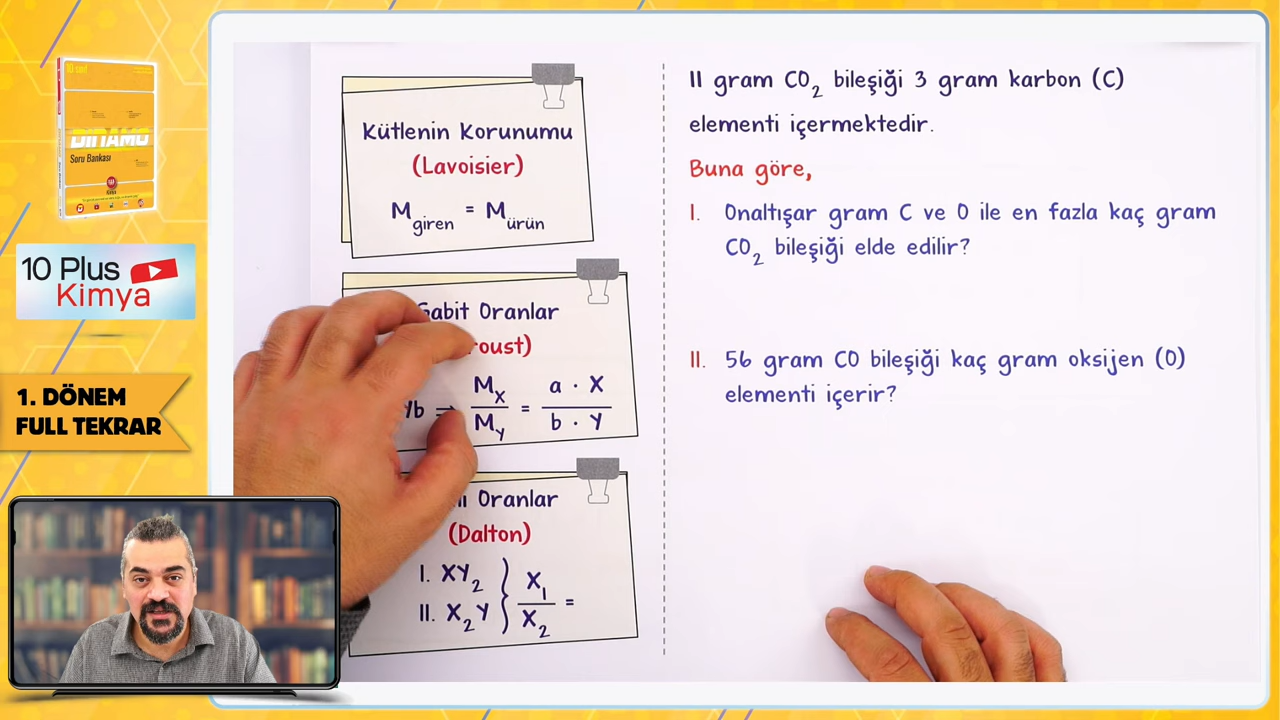 10 Plus
Kimya
1. DÖNEM
FULL TEKRAR
DİNAMO
Soru Bankası
Kütlenin Korunumu
(Lavoisier)
M giren = M ürün
Sabit Oranlar
M X / M Y = a . X / b . Y
Oranlar
(Dalton)
I. XY2
II. X2Y
X1 / X2 =
11 gram CO2 bileşiği 3 gram karbon (C)
elementi içermektedir.
Buna göre,
I. Onaltışar gram C ve O ile en fazla kaç gram
CO2 bileşiği elde edilir?
II. 56 gram CO bileşiği kaç gram oksijen (O)
elementi içerir?